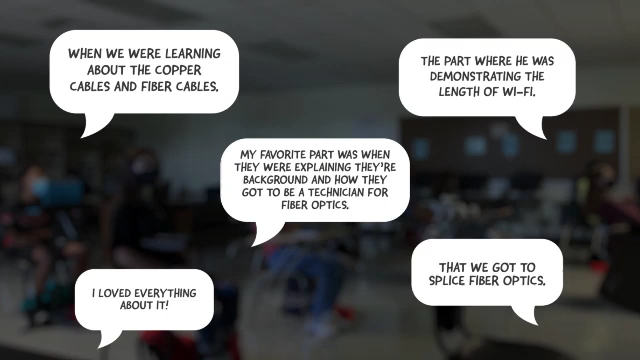 WHEN WE WERE LEARNING
ABOUT THE COPPER
CABLES AND FIBER CABLES.
THE PART WHERE HE WAS
DEMONSTRATING THE
LENGTH OF WI-FI.
MY FAVORITE PART WAS WHEN
THEY WERE EXPLAINING THEY'RE
BACKGROUND AND HOW THEY
GOT TO BE A TECHNICIAN FOR
FIBER OPTICS.
THAT WE GOT TO
SPLICE FIBER OPTICS.
I LOVED EVERYTHING
ABOUT IT!